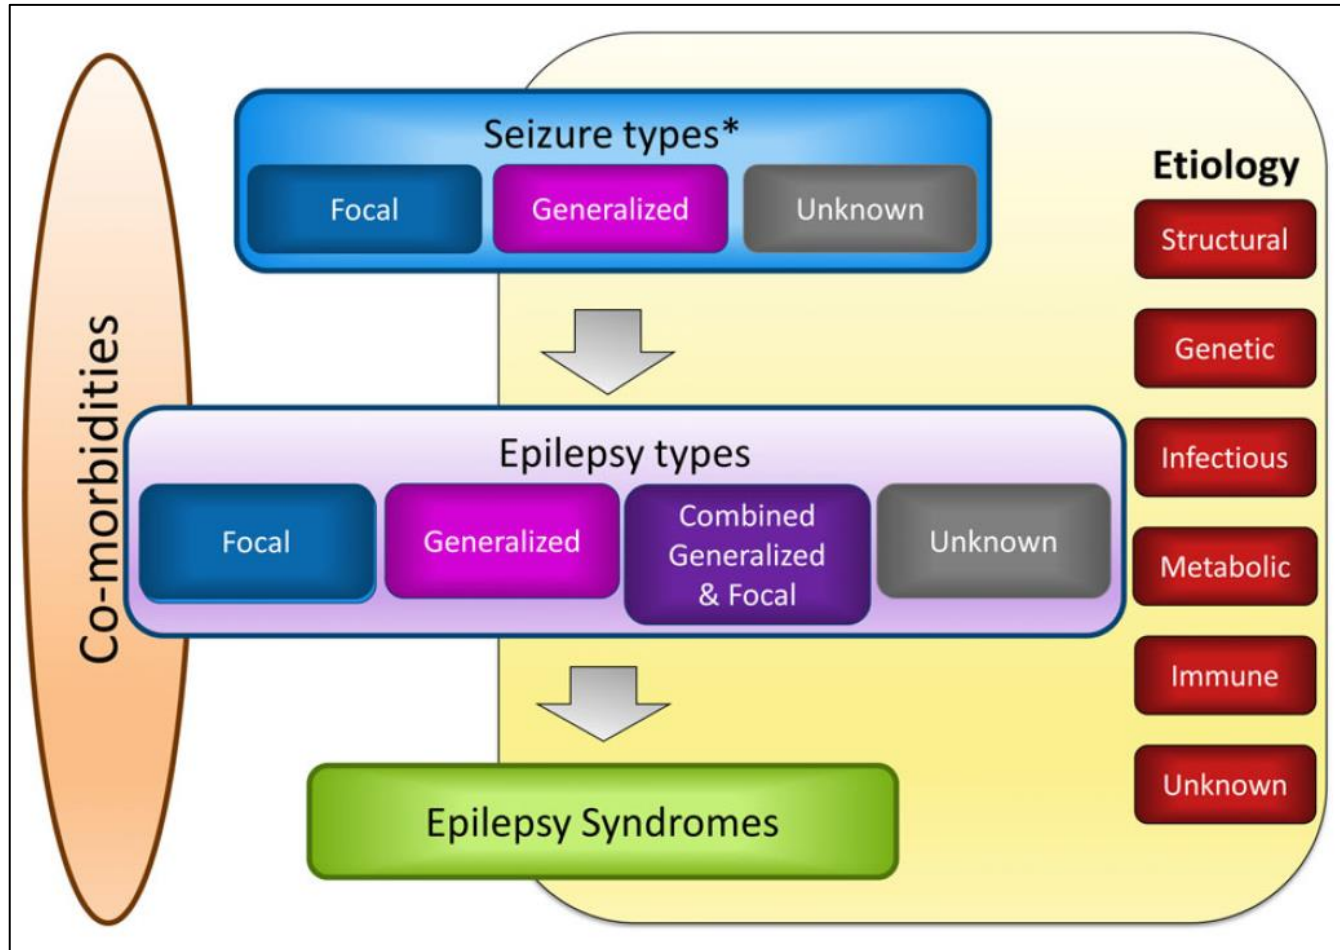 Co-morbidities
Seizure types*
Focal
Generalized
Unknown
Epilepsy types
Focal
Generalized
Combined
Generalized
& Focal
Unknown
Epilepsy Syndromes
Etiology
Structural
Genetic
Infectious
Metabolic
Immune
Unknown